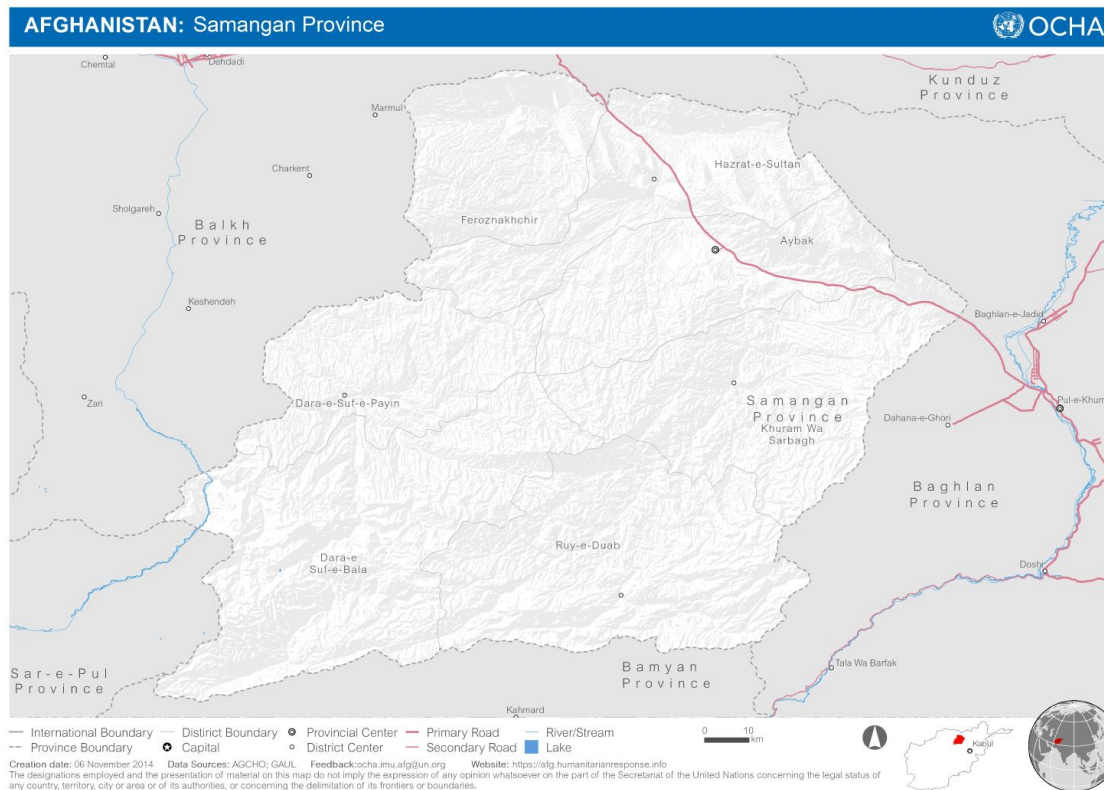 AFGHANISTAN: Samangan Province
OCHA
Chemtal
Dehdadi
Kunduz
Province
Marmul
Hazrat-e-Sultan
Charkent
Sholgareh
Balkh
Province
Feroznakhchir
Aybak
Keshendeh
Baghlan-e-Jadid
Zari
Dara-e-Suf-e-Payin
Samangan
Province
Khuram Wa
Sarbagh
Pul-e-Khum
Dahana-e-Ghori
Baghlan
Province
Dara-e
Suf-e-Bala
Ruy-e-Duab
Doshi
Sar-e-Pul
Province
Bamyan
Province
Tala Wa Barfak
Kahmard
International Boundary
Distirict Boundary
Provincial Center
Primary Road
River/Stream
0 10
km
Province Boundary
Capital
District Center
Secondary Road
Lake
Kabul
Creation date: 06 November 2014 Data Sources: AGCHO; GAUL Feedback:ocha.imu.afg@un.org Website: https://afg.humanitarianresponse.info
The designations employed and the presentation of material on this map do not imply the expression of any opinion whatsoever on the part of the Secretariat of the United Nations concerning the legal status of
any country, territory, city or area or of its authorities, or concerning the delimitation of its frontiers or boundaries.